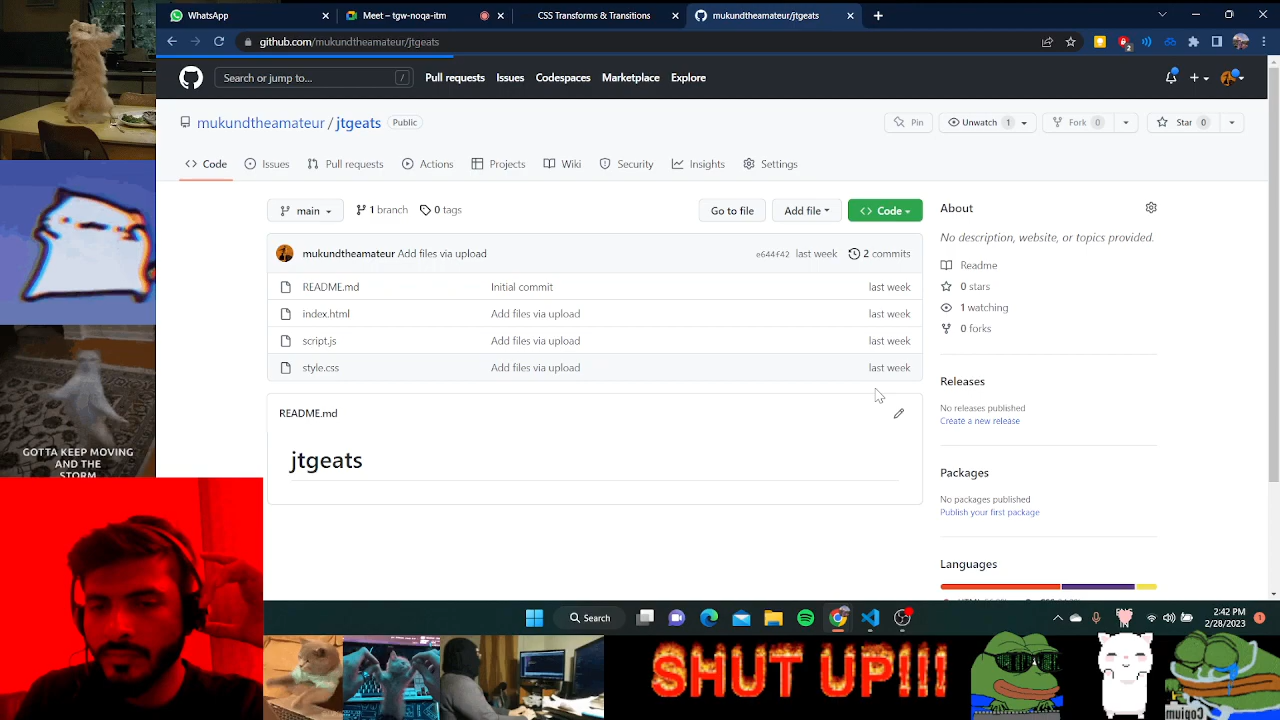 WhatsApp
Meet – tgw-noqa-itm
CSS Transforms & Transitions
mukundtheamateur/jtgeats
github.com/mukundtheamateur/jtgeats
2
Search or jump to...
/
Pull requests
Issues
Codespaces
Marketplace
Explore
mukundtheamateur / jtgeats
Public
Pin
Unwatch 1
Fork 0
Star 0
Code
Issues
Pull requests
Actions
Projects
Wiki
Security
Insights
Settings
main
1 branch
0 tags
Go to file
Add file
Code
mukundtheamateur Add files via upload
e644f42 last week
2 commits
README.md Initial commit last week
index.html Add files via upload last week
script.js Add files via upload last week
style.css Add files via upload last week
README.md
jtgeats
About
No description, website, or topics provided.
Readme
0 stars
1 watching
0 forks
Releases
No releases published
Create a new release
Packages
No packages published
Publish your first package
Languages
GOTTA KEEP MOVING
AND THE
STORM
Search
2:42 PM
2/28/2023
1
SHUT UP!!!